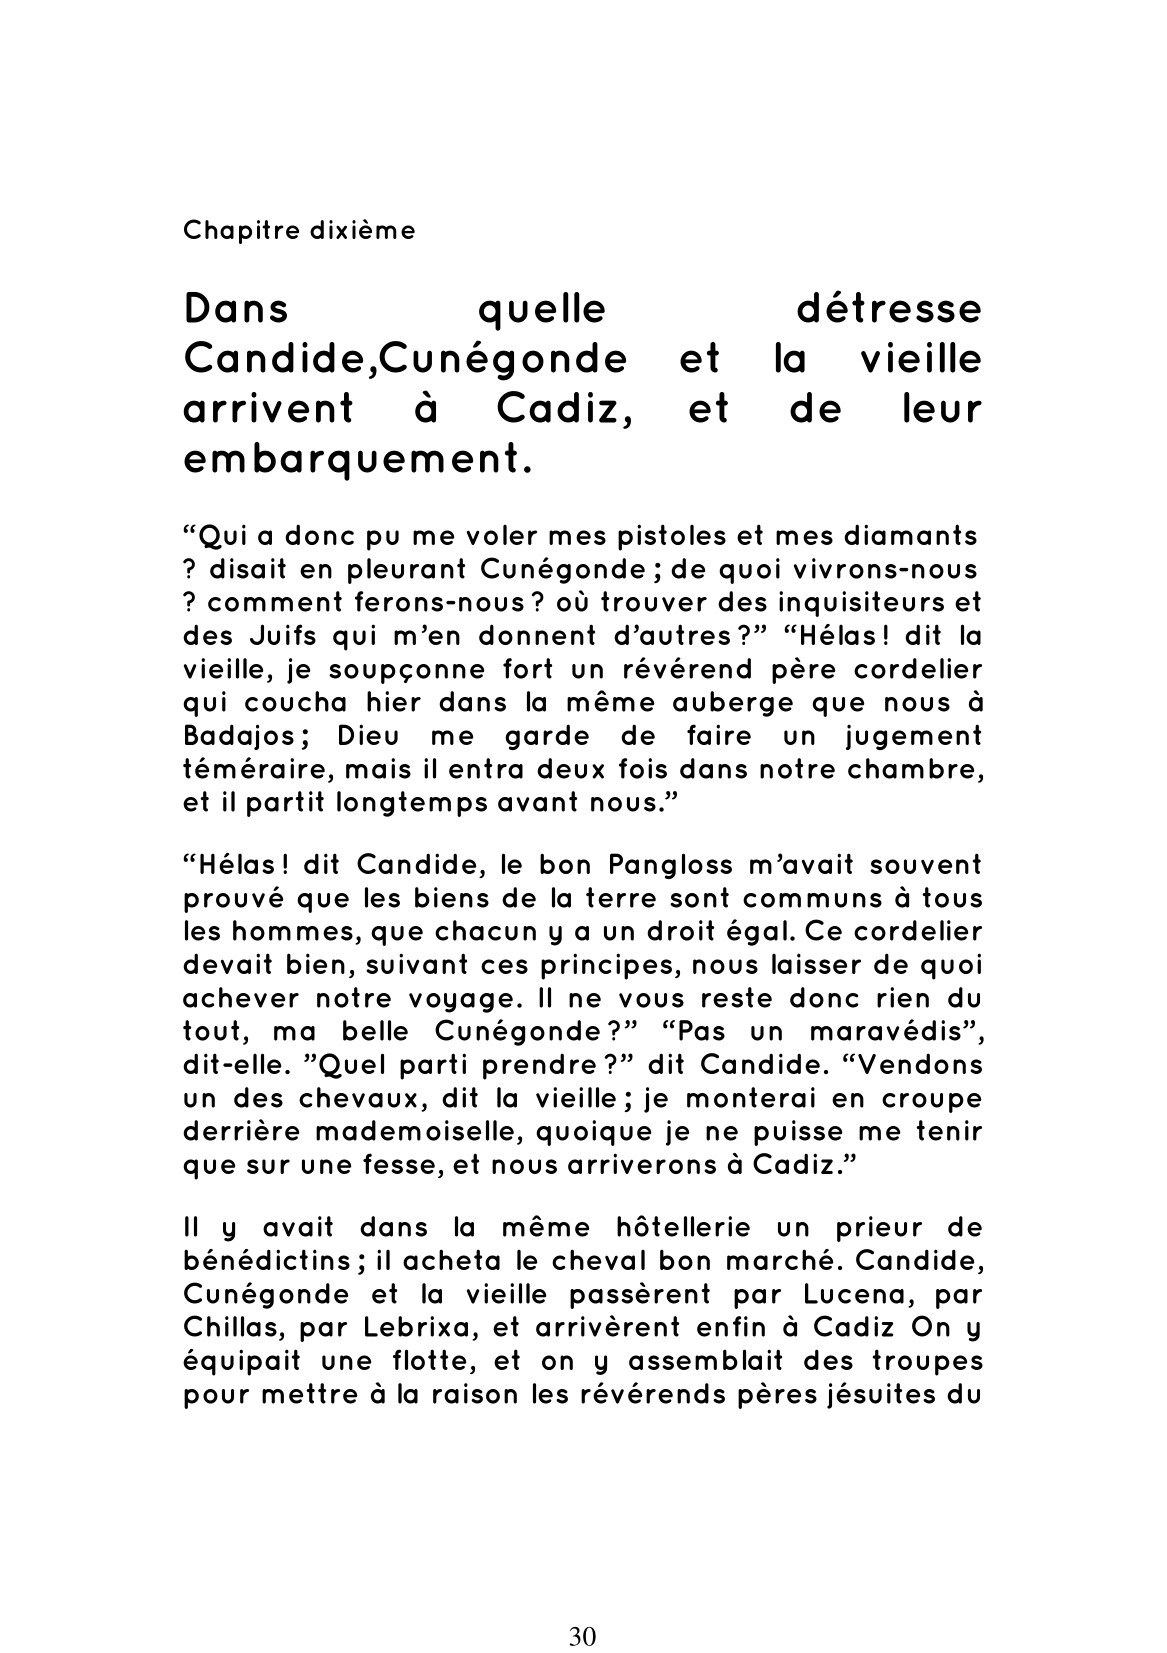 Chapitre dixième
Dans quelle détresse
Candide,Cunégonde et la vieille
arrivent à Cadiz, et de leur
embarquement.
“Qui a donc pu me voler mes pistoles et mes diamants
? disait en pleurant Cunégonde ; de quoi vivrons-nous
? comment ferons-nous ? où trouver des inquisiteurs et
des Juifs qui m’en donnent d’autres ?” “Hélas ! dit la
vieille, je soupçonne fort un révérend père cordelier
qui coucha hier dans la même auberge que nous à
Badajos ; Dieu me garde de faire un jugement
téméraire, mais il entra deux fois dans notre chambre,
et il partit longtemps avant nous.”
“Hélas ! dit Candide, le bon Pangloss m’avait souvent
prouvé que les biens de la terre sont communs à tous
les hommes, que chacun y a un droit égal. Ce cordelier
devait bien, suivant ces principes, nous laisser de quoi
achever notre voyage. Il ne vous reste donc rien du
tout, ma belle Cunégonde ?” “Pas un maravédis”,
dit-elle. ”Quel parti prendre ?” dit Candide. “Vendons
un des chevaux, dit la vieille ; je monterai en croupe
derrière mademoiselle, quoique je ne puisse me tenir
que sur une fesse, et nous arriverons à Cadiz.”
Il y avait dans la même hôtellerie un prieur de
bénédictins ; il acheta le cheval bon marché. Candide,
Cunégonde et la vieille passèrent par Lucena, par
Chillas, par Lebrixa, et arrivèrent enfin à Cadiz On y
équipait une flotte, et on y assemblait des troupes
pour mettre à la raison les révérends pères jésuites du
30